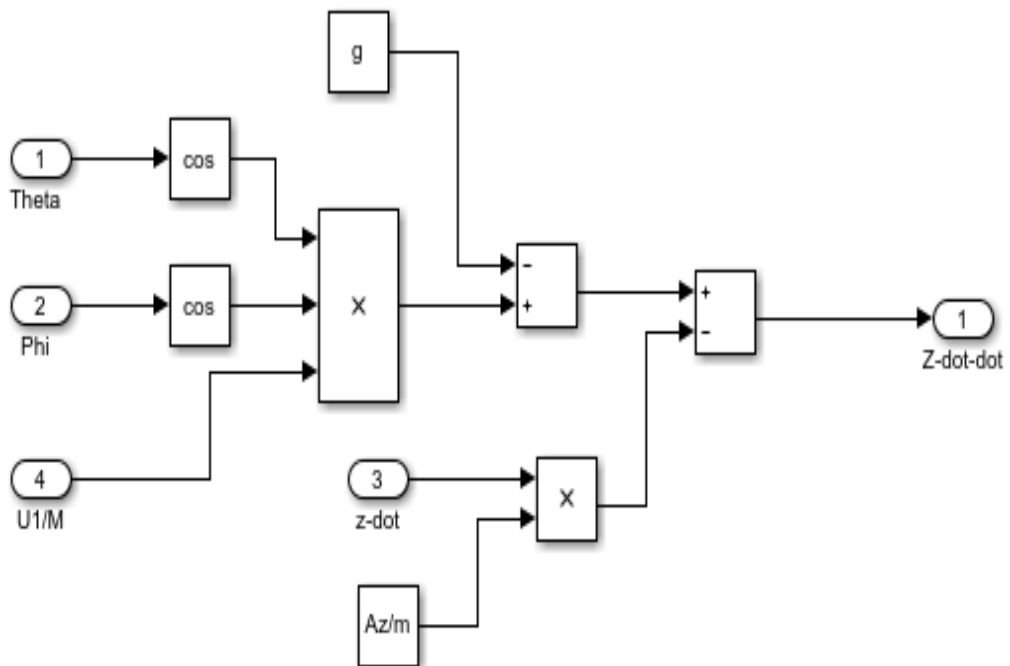 g
1
cos
Theta
X
2
cos
Phi
-
+
+
-
1
Z-dot-dot
4
U1/M
3
z-dot
X
Az/m